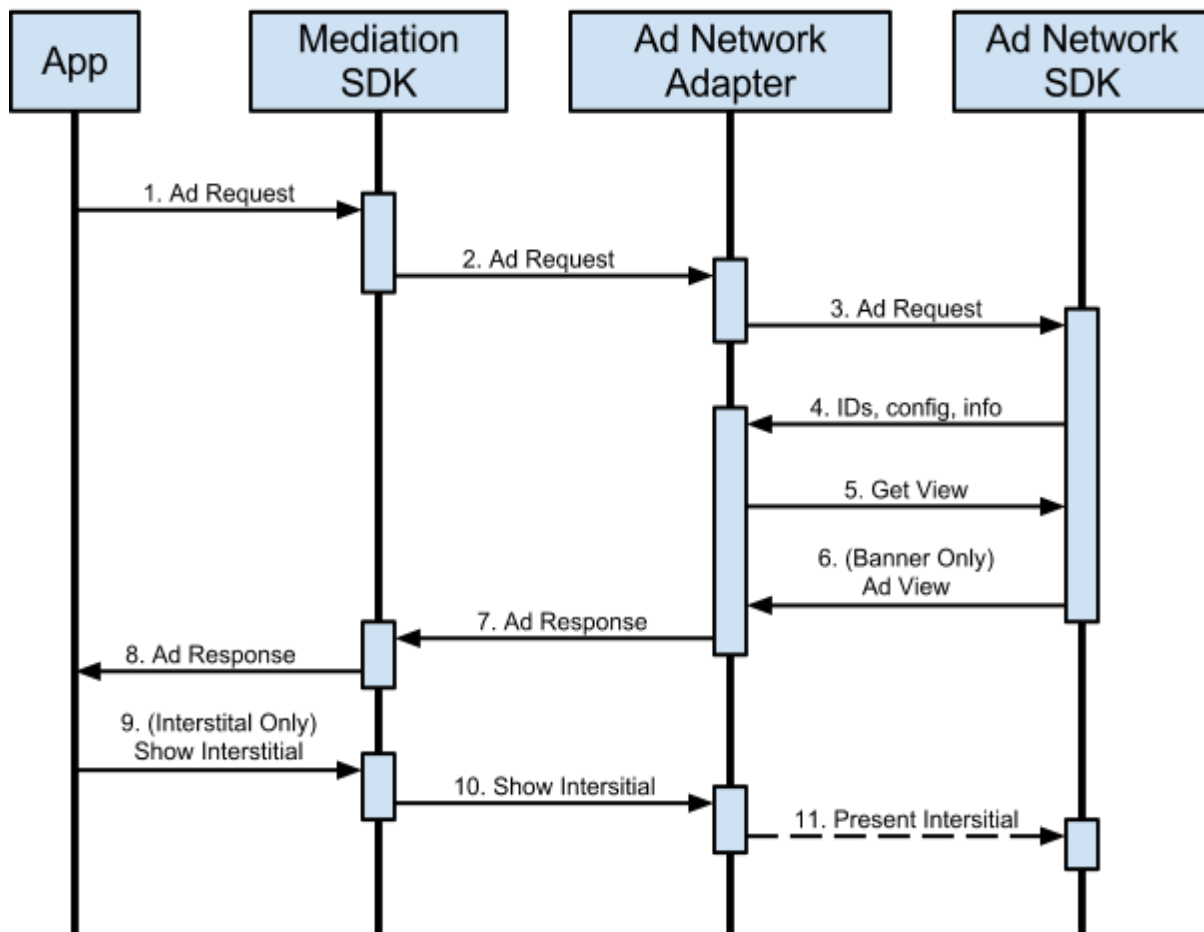 App
Mediation
SDK
Ad Network
Adapter
Ad Network
SDK
1. Ad Request
2. Ad Request
3. Ad Request
4. IDs, config, info
5. Get View
6. (Banner Only)
Ad View
7. Ad Response
8. Ad Response
9. (Interstital Only)
Show Interstitial
10. Show Intersitial
11. Present Intersitial